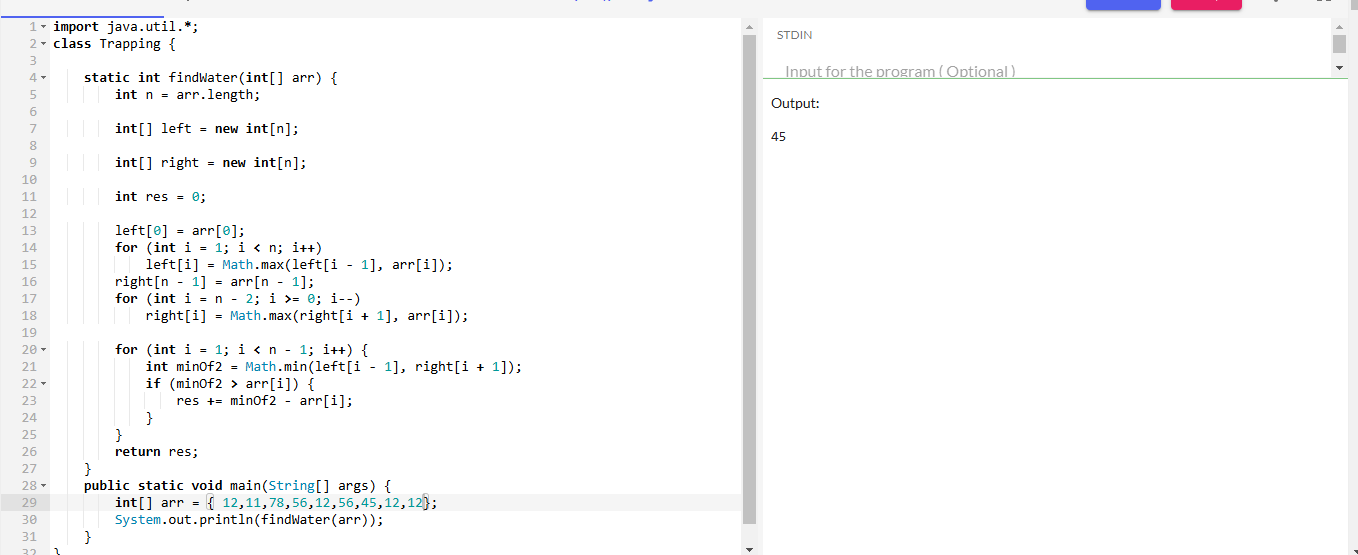 1 import java.util.*;
2 class Trapping {
3
4     static int findWater(int[] arr) {
5         int n = arr.length;
6
7         int[] left = new int[n];
8
9         int[] right = new int[n];
10
11         int res = 0;
12
13         left[0] = arr[0];
14         for (int i = 1; i < n; i++)
15             left[i] = Math.max(left[i - 1], arr[i]);
16         right[n - 1] = arr[n - 1];
17         for (int i = n - 2; i >= 0; i--)
18             right[i] = Math.max(right[i + 1], arr[i]);
19
20         for (int i = 1; i < n - 1; i++) {
21             int minOf2 = Math.min(left[i - 1], right[i + 1]);
22             if (minOf2 > arr[i]) {
23                 res += minOf2 - arr[i];
24             }
25         }
26         return res;
27     }
28     public static void main(String[] args) {
29         int[] arr = { 12,11,78,56,12,56,45,12,12};
30         System.out.println(findWater(arr));
31     }
32 }
STDIN
Input for the program ( Optional )
Output:
45